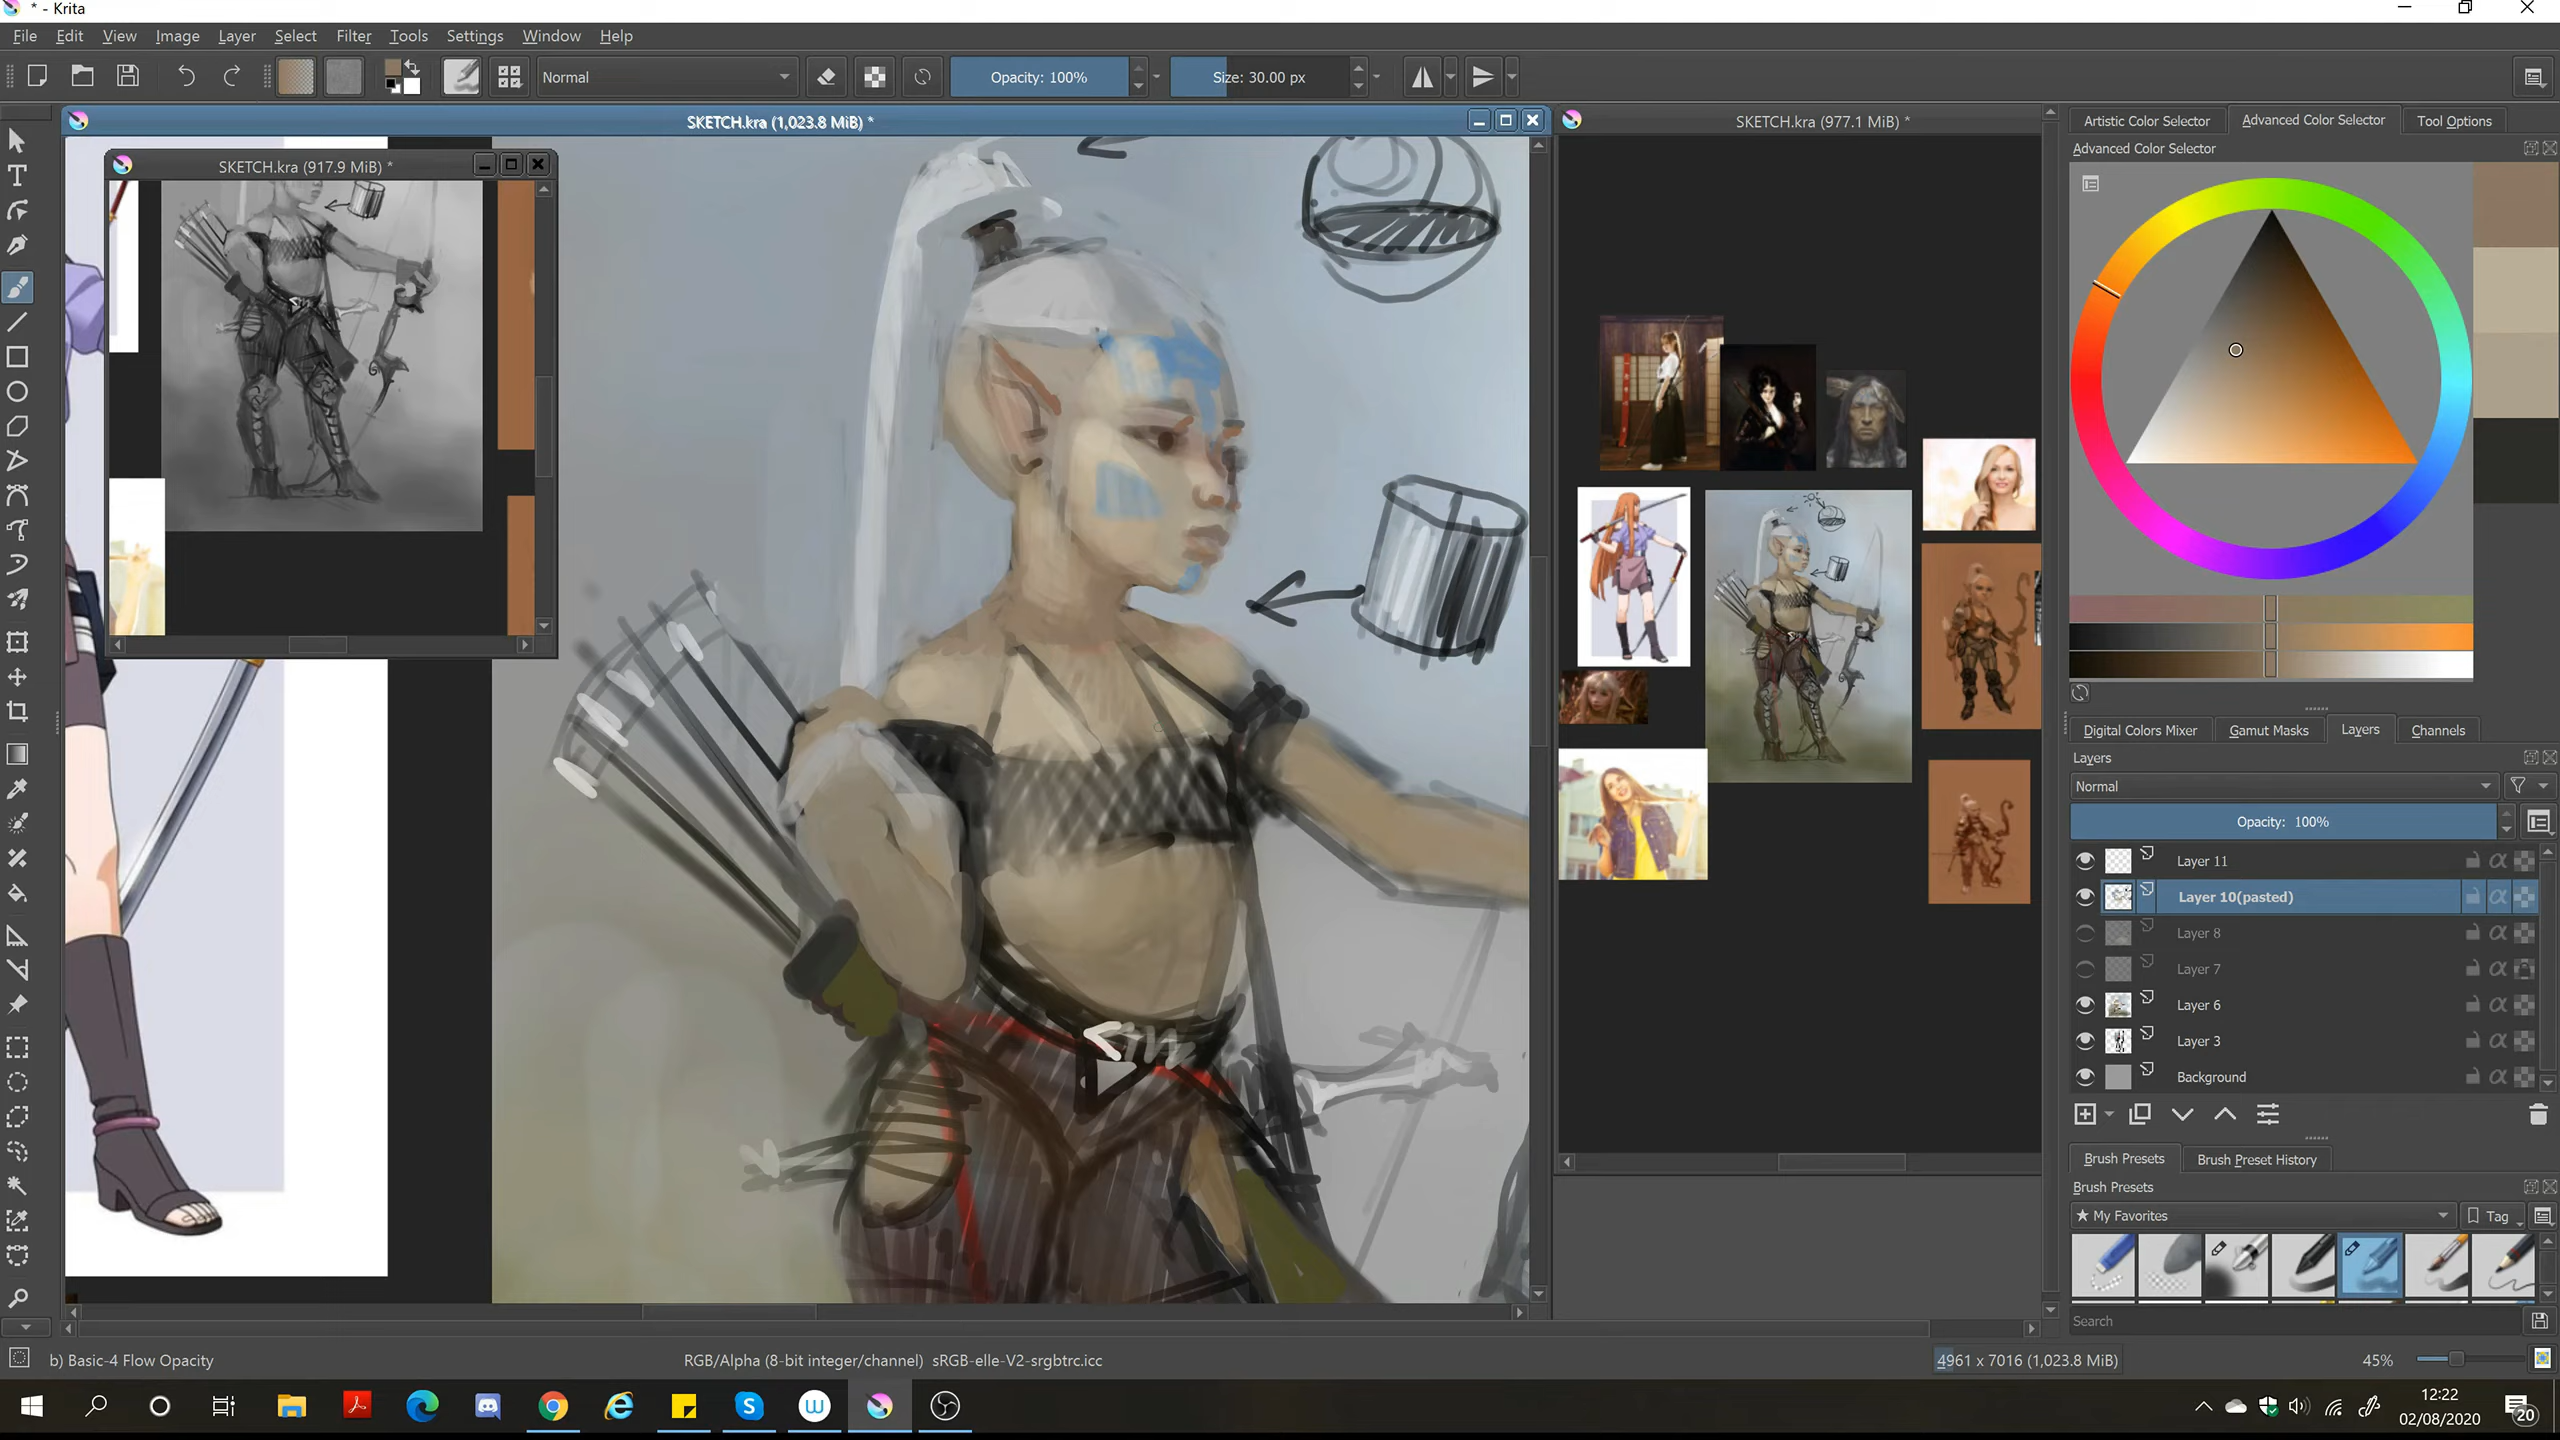 * - Krita
File Edit View Image Layer Select Filter Tools Settings Window Help
Normal Opacity: 100% Size: 30.00 px
SKETCH.kra (1,023.8 MiB) *
SKETCH.kra (977.1 MiB) *
SKETCH.kra (917.9 MiB) *
Artistic Color Selector Advanced Color Selector Tool Options
Advanced Color Selector
Digital Colors Mixer Gamut Masks Layers Channels
Layers
Normal
Opacity: 100%
Layer 11
Layer 10(pasted)
Layer 8
Layer 7
Layer 6
Layer 3
Background
Brush Presets Brush Preset History
Brush Presets
★ My Favorites Tag
Search
b) Basic-4 Flow Opacity RGB/Alpha (8-bit integer/channel) sRGB-elle-V2-srgbtrc.icc 4961 x 7016 (1,023.8 MiB) 45%
12:22
02/08/2020
20